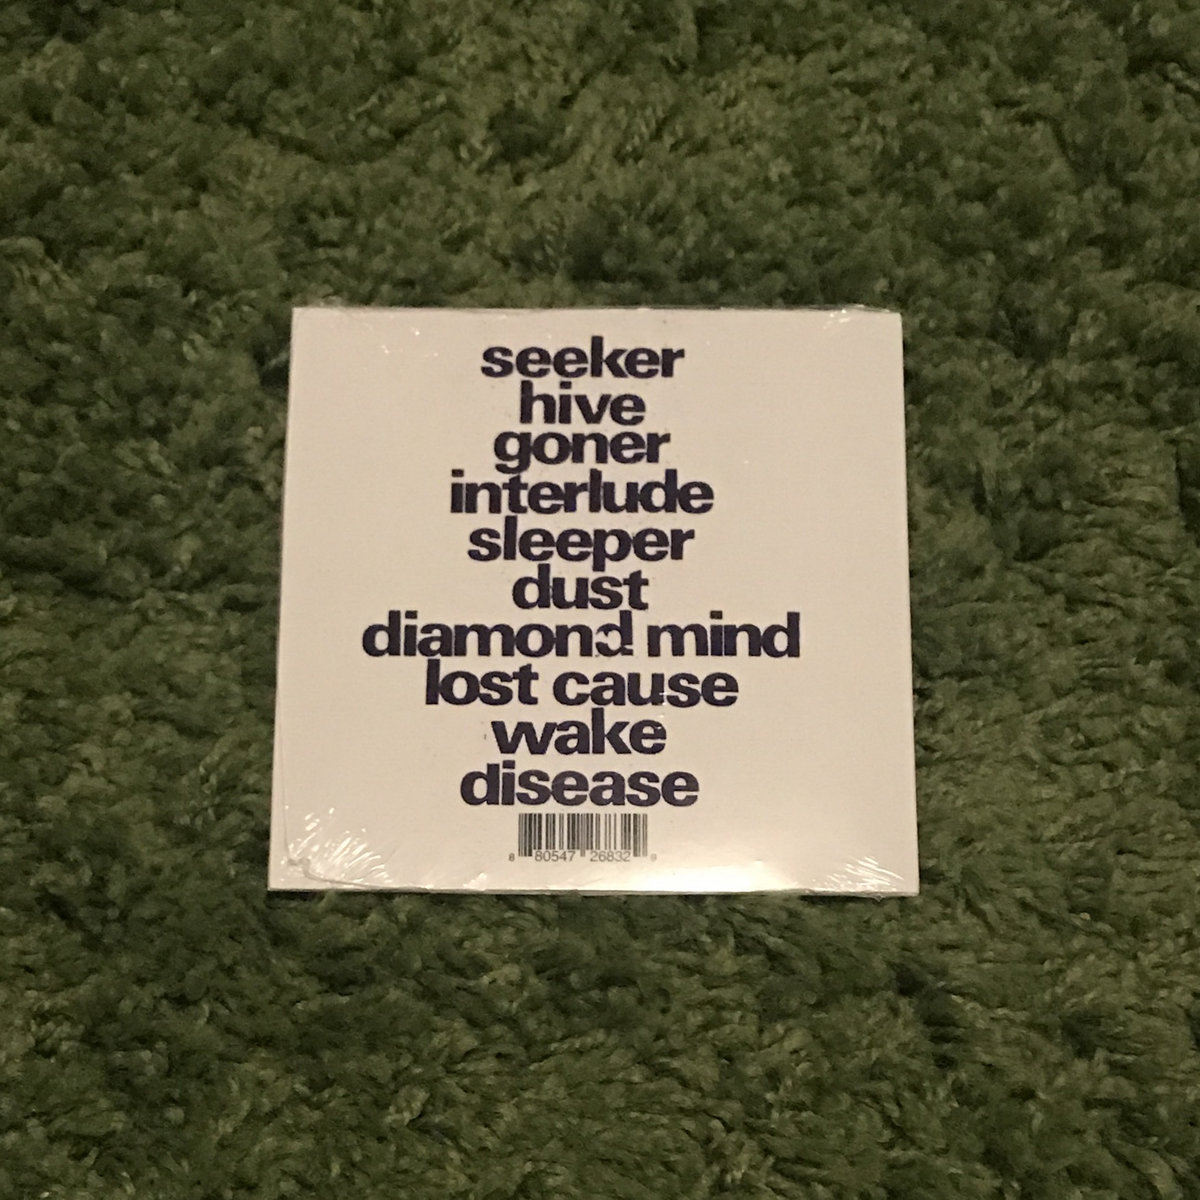 seeker
hive
goner
interlude
sleeper
dust
diamond mind
lost cause
wake
disease
8 80547 26832 9